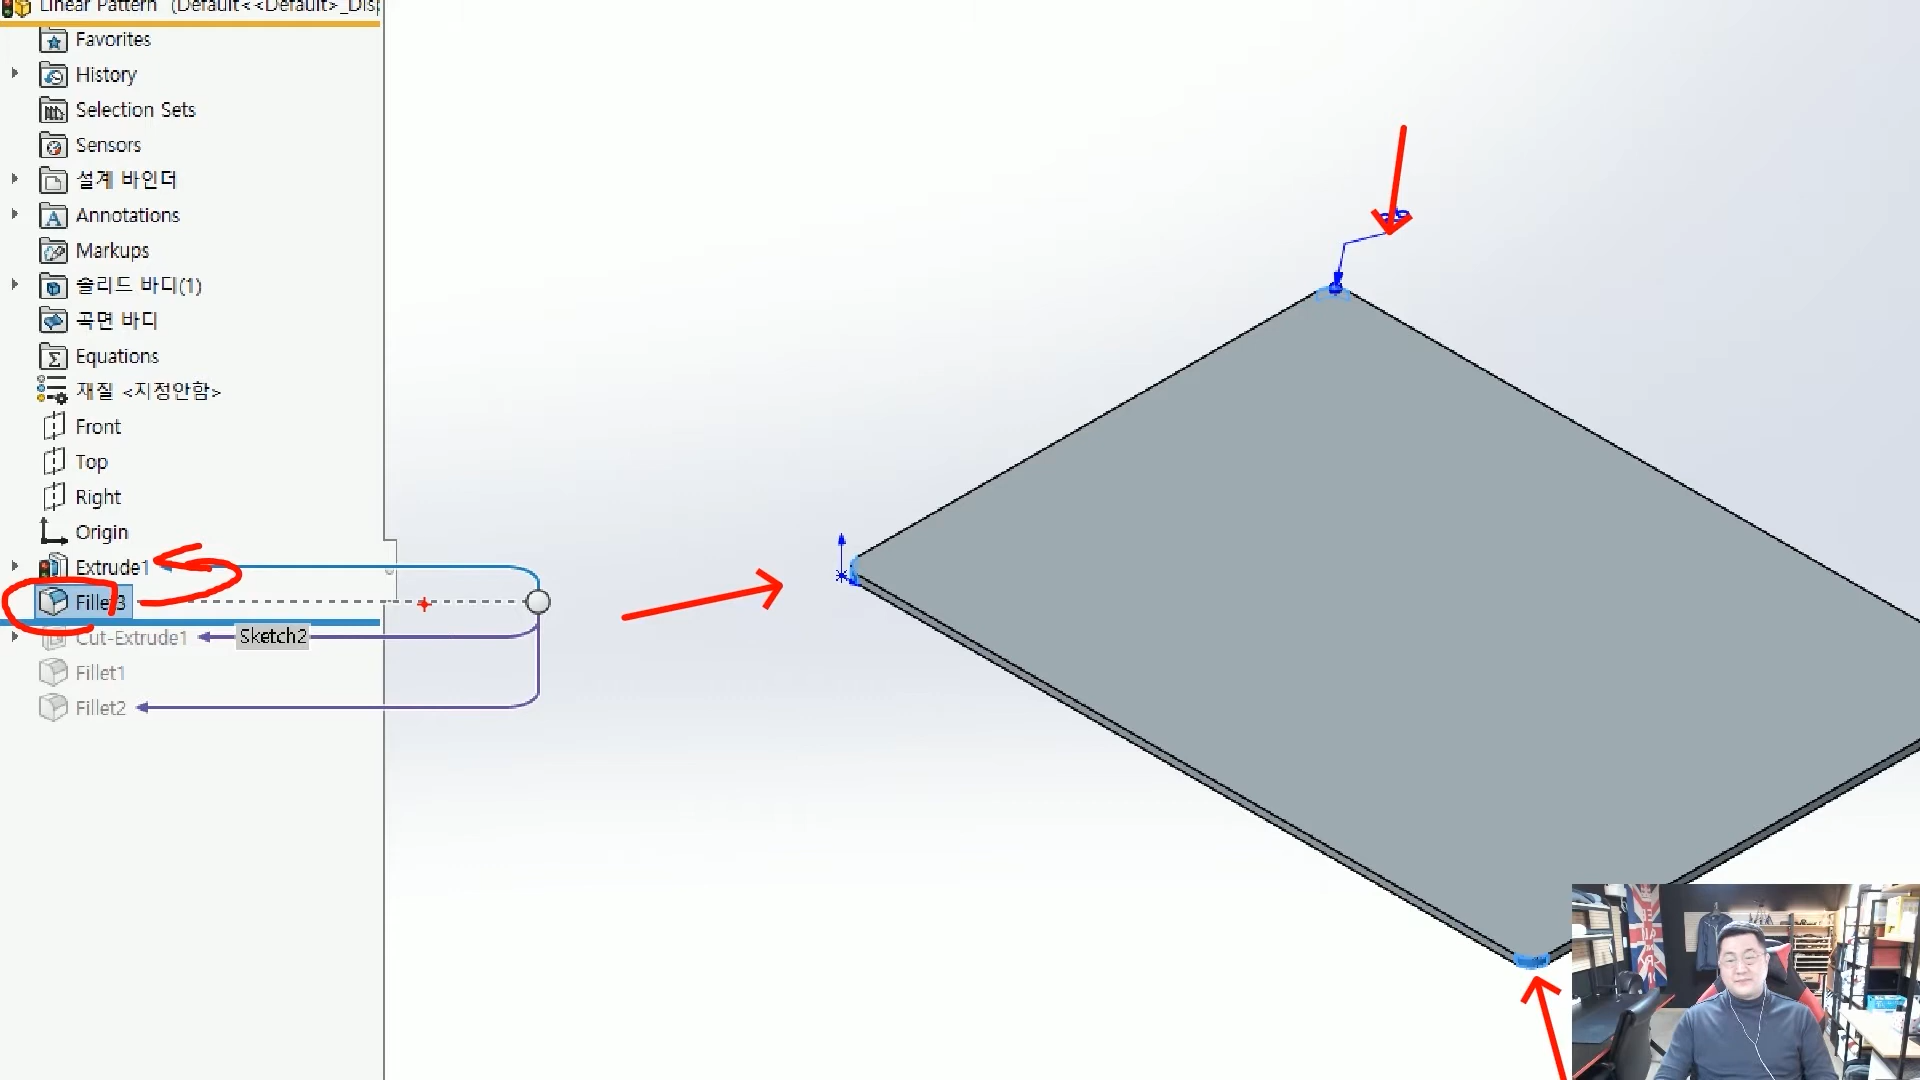 Linear Pattern (Default<<Default>_Disp
Favorites
History
Selection Sets
Sensors
설계 바인더
Annotations
Markups
솔리드 바디(1)
곡면 바디
Equations
재질 <지정안함>
Front
Top
Right
Origin
Extrude1
Fillet3
Cut-Extrude1
Sketch2
Fillet1
Fillet2